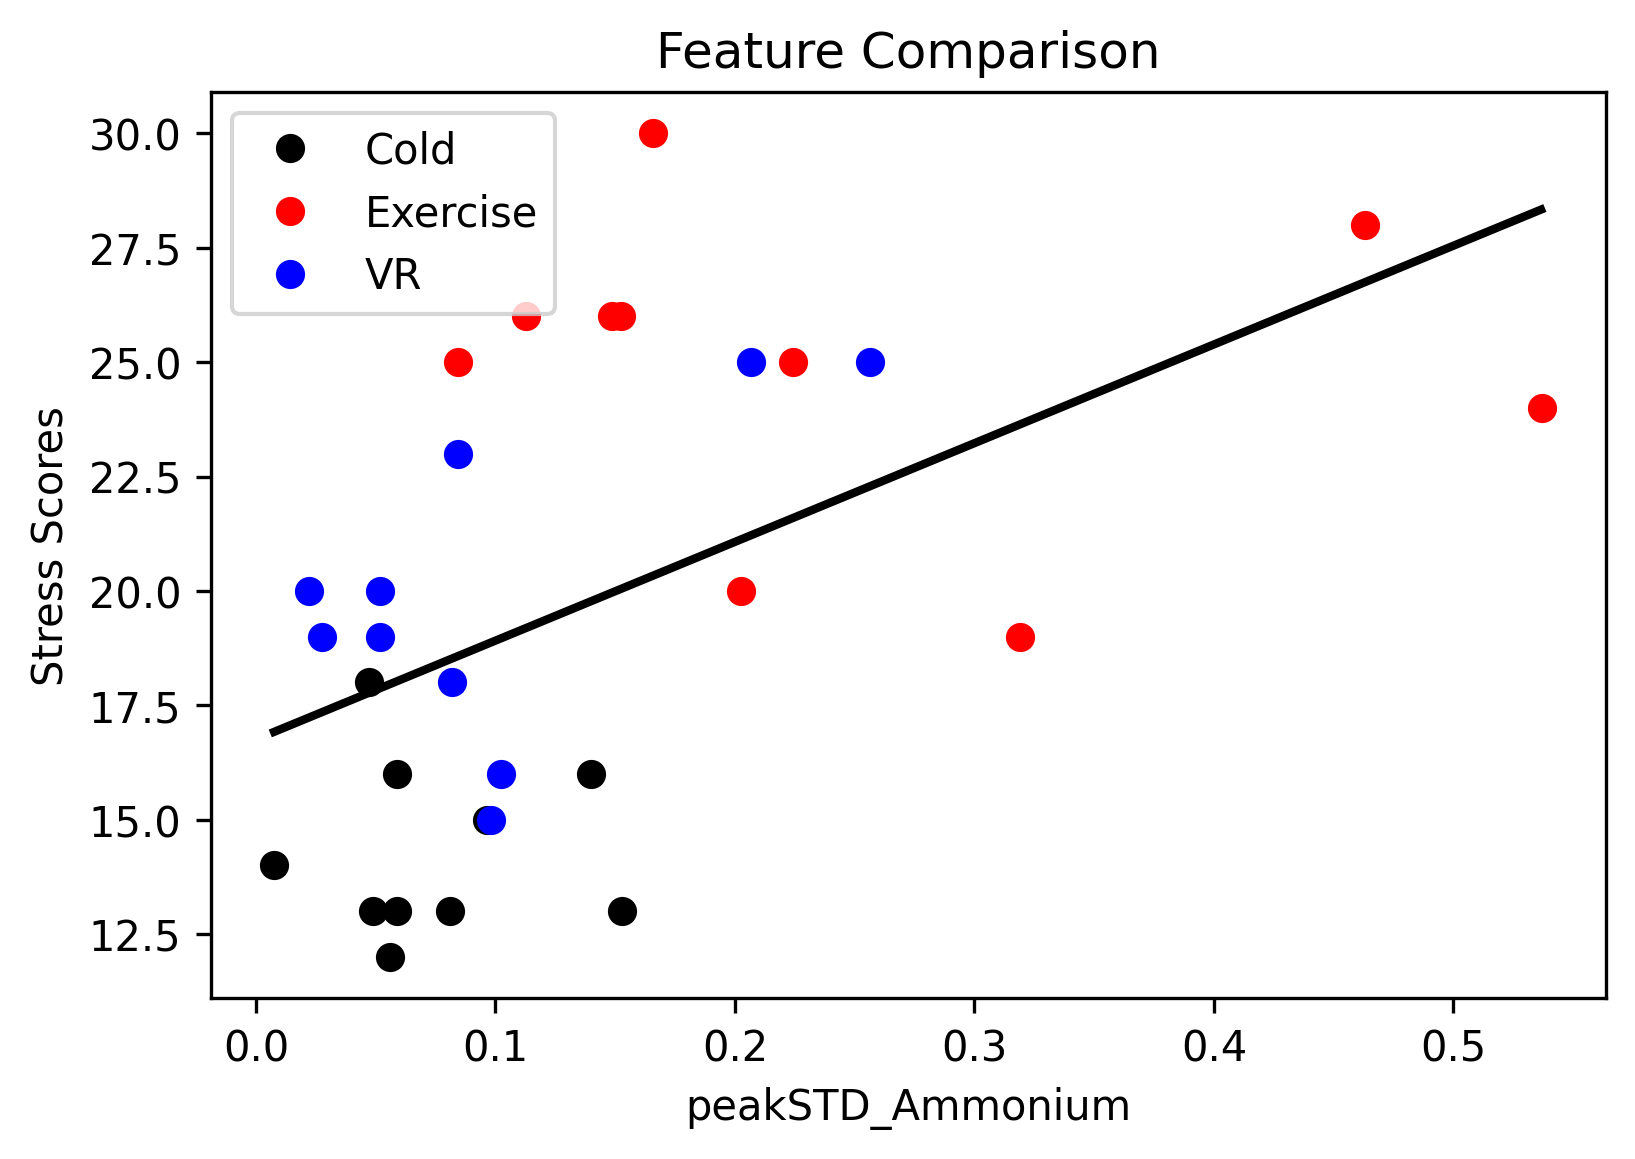 Feature Comparison
Cold
Exercise
VR
30.0
27.5
25.0
22.5
20.0
17.5
15.0
12.5
Stress Scores
0.0 0.1 0.2 0.3 0.4 0.5
peakSTD_Ammonium